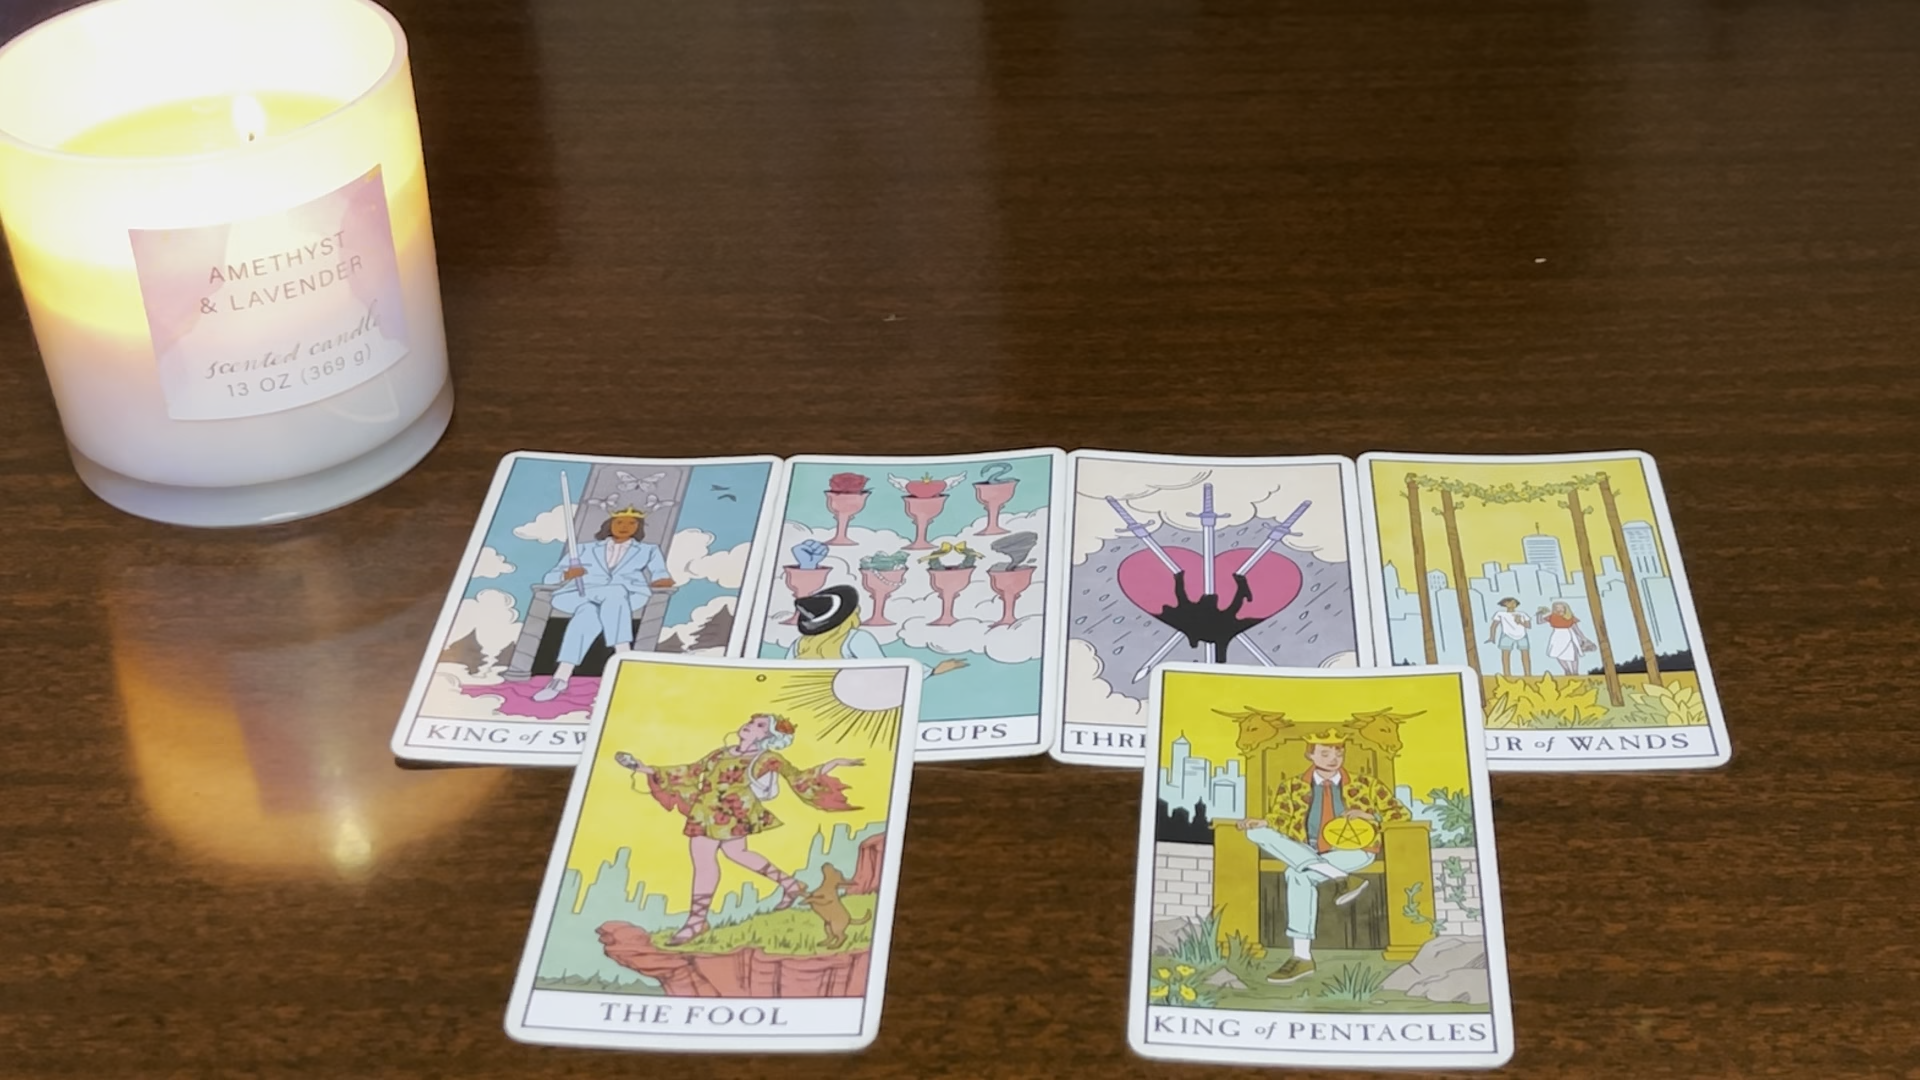 AMETHYST
& LAVENDER
scented candle
13 OZ (369 g)
KING of SW
CUPS
THRE
UR of WANDS
THE FOOL
KING of PENTACLES